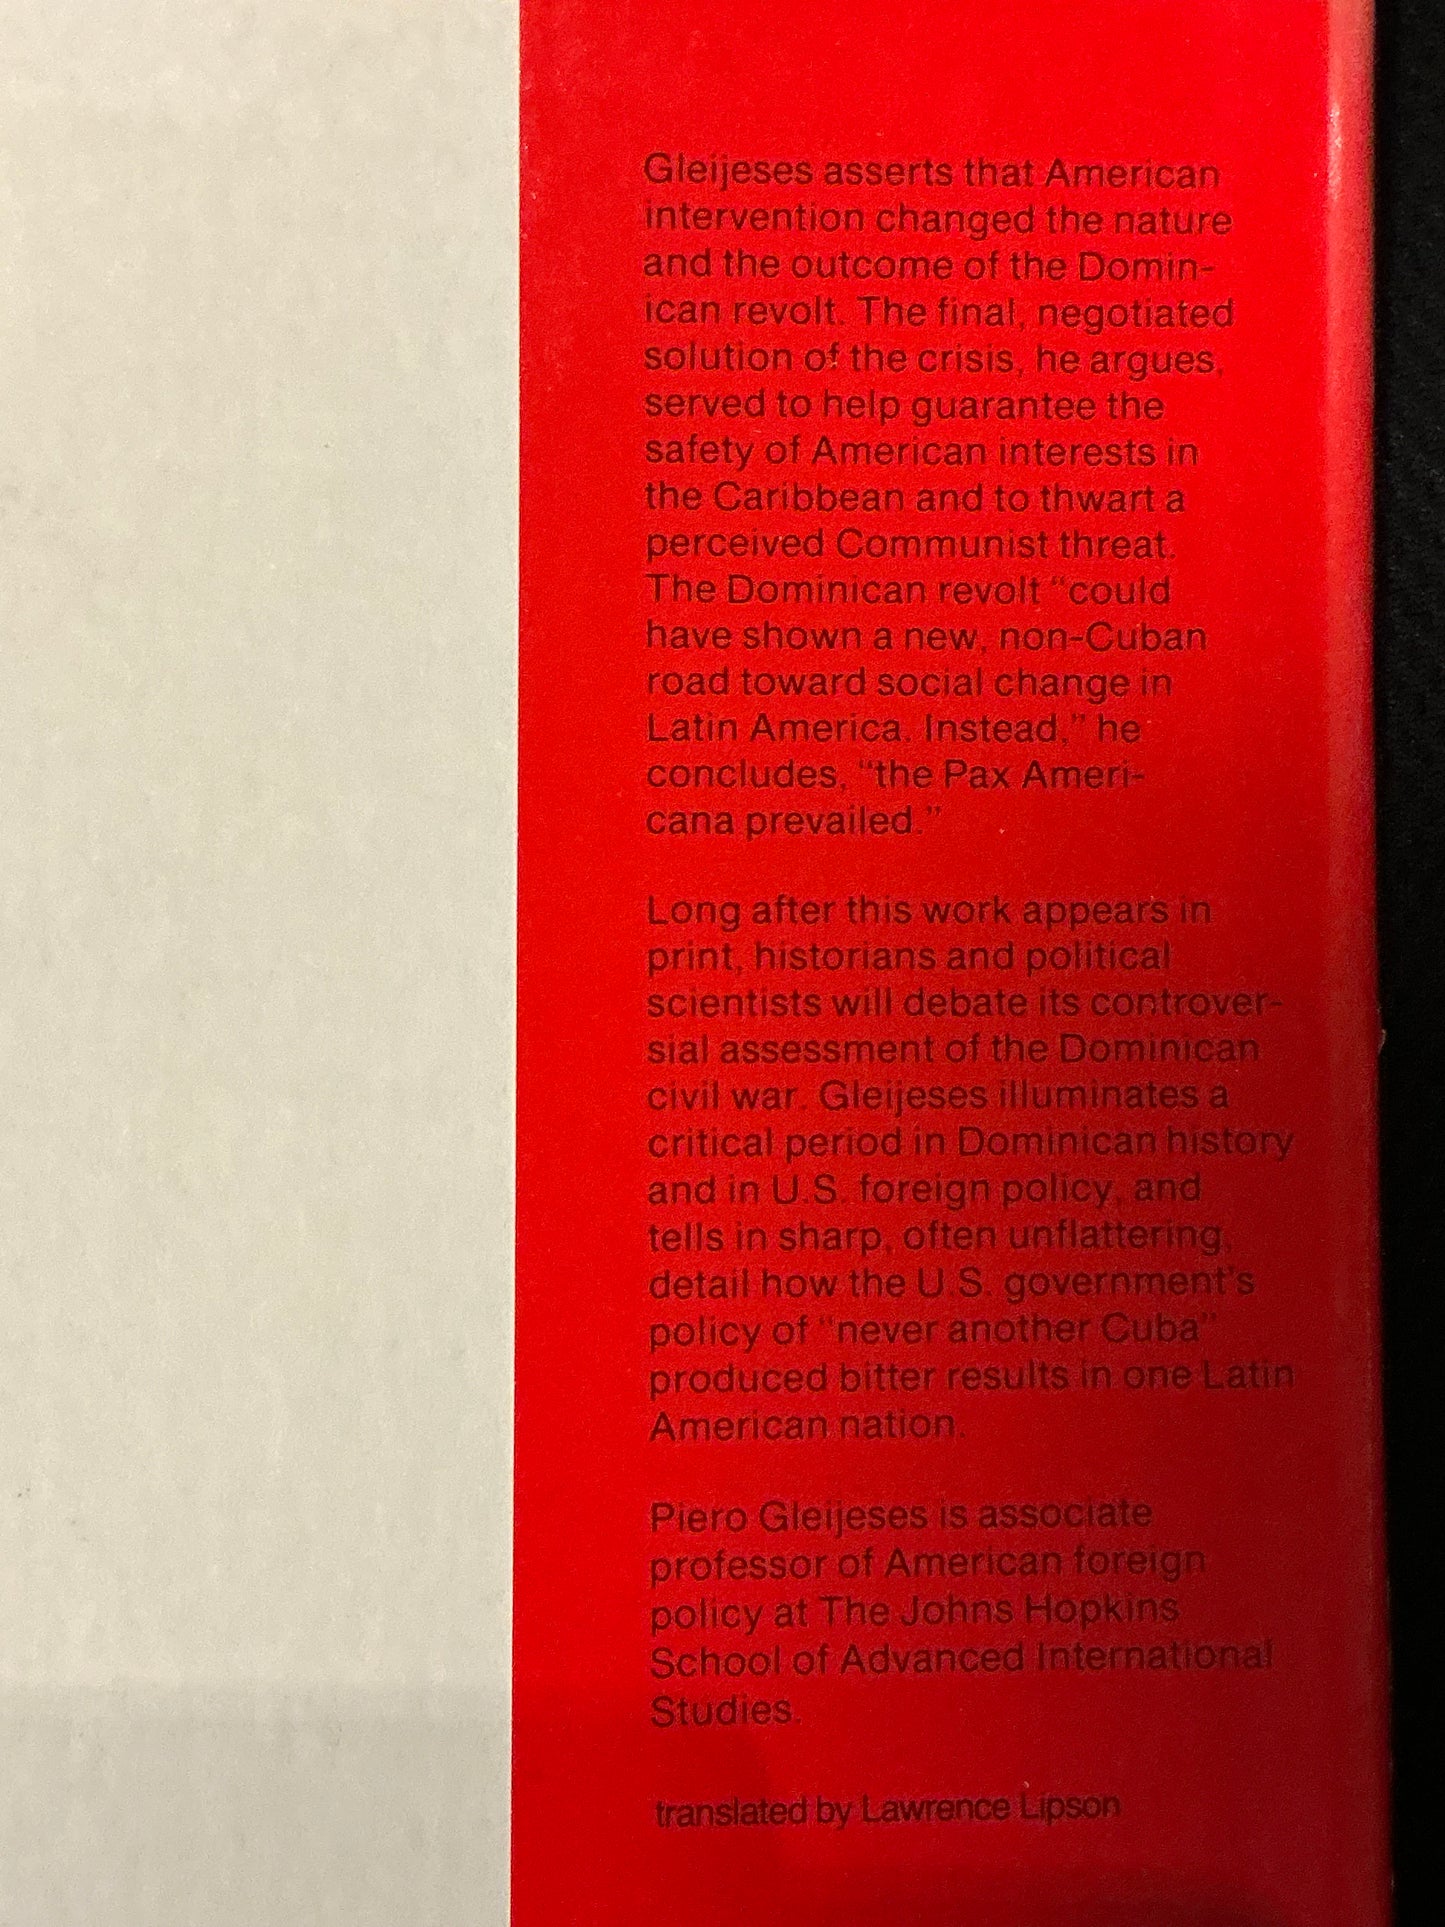 Gleijeses asserts that American
intervention changed the nature
and the outcome of the Domin-
ican revolt. The final, negotiated
solution of the crisis, he argues,
served to help guarantee the
safety of American interests in
the Caribbean and to thwart a
perceived Communist threat.
The Dominican revolt "could
have shown a new, non-Cuban
road toward social change in
Latin America. Instead," he
concludes, "the Pax Ameri-
cana prevailed."
Long after this work appears in
print, historians and political
scientists will debate its controver-
sial assessment of the Dominican
civil war. Gleijeses illuminates a
critical period in Dominican history
and in U.S. foreign policy, and
tells in sharp, often unflattering,
detail how the U.S. government's
policy of "never another Cuba"
produced bitter results in one Latin
American nation.
Piero Gleijeses is associate
professor of American foreign
policy at The Johns Hopkins
School of Advanced International
Studies.
translated by Lawrence Lipson